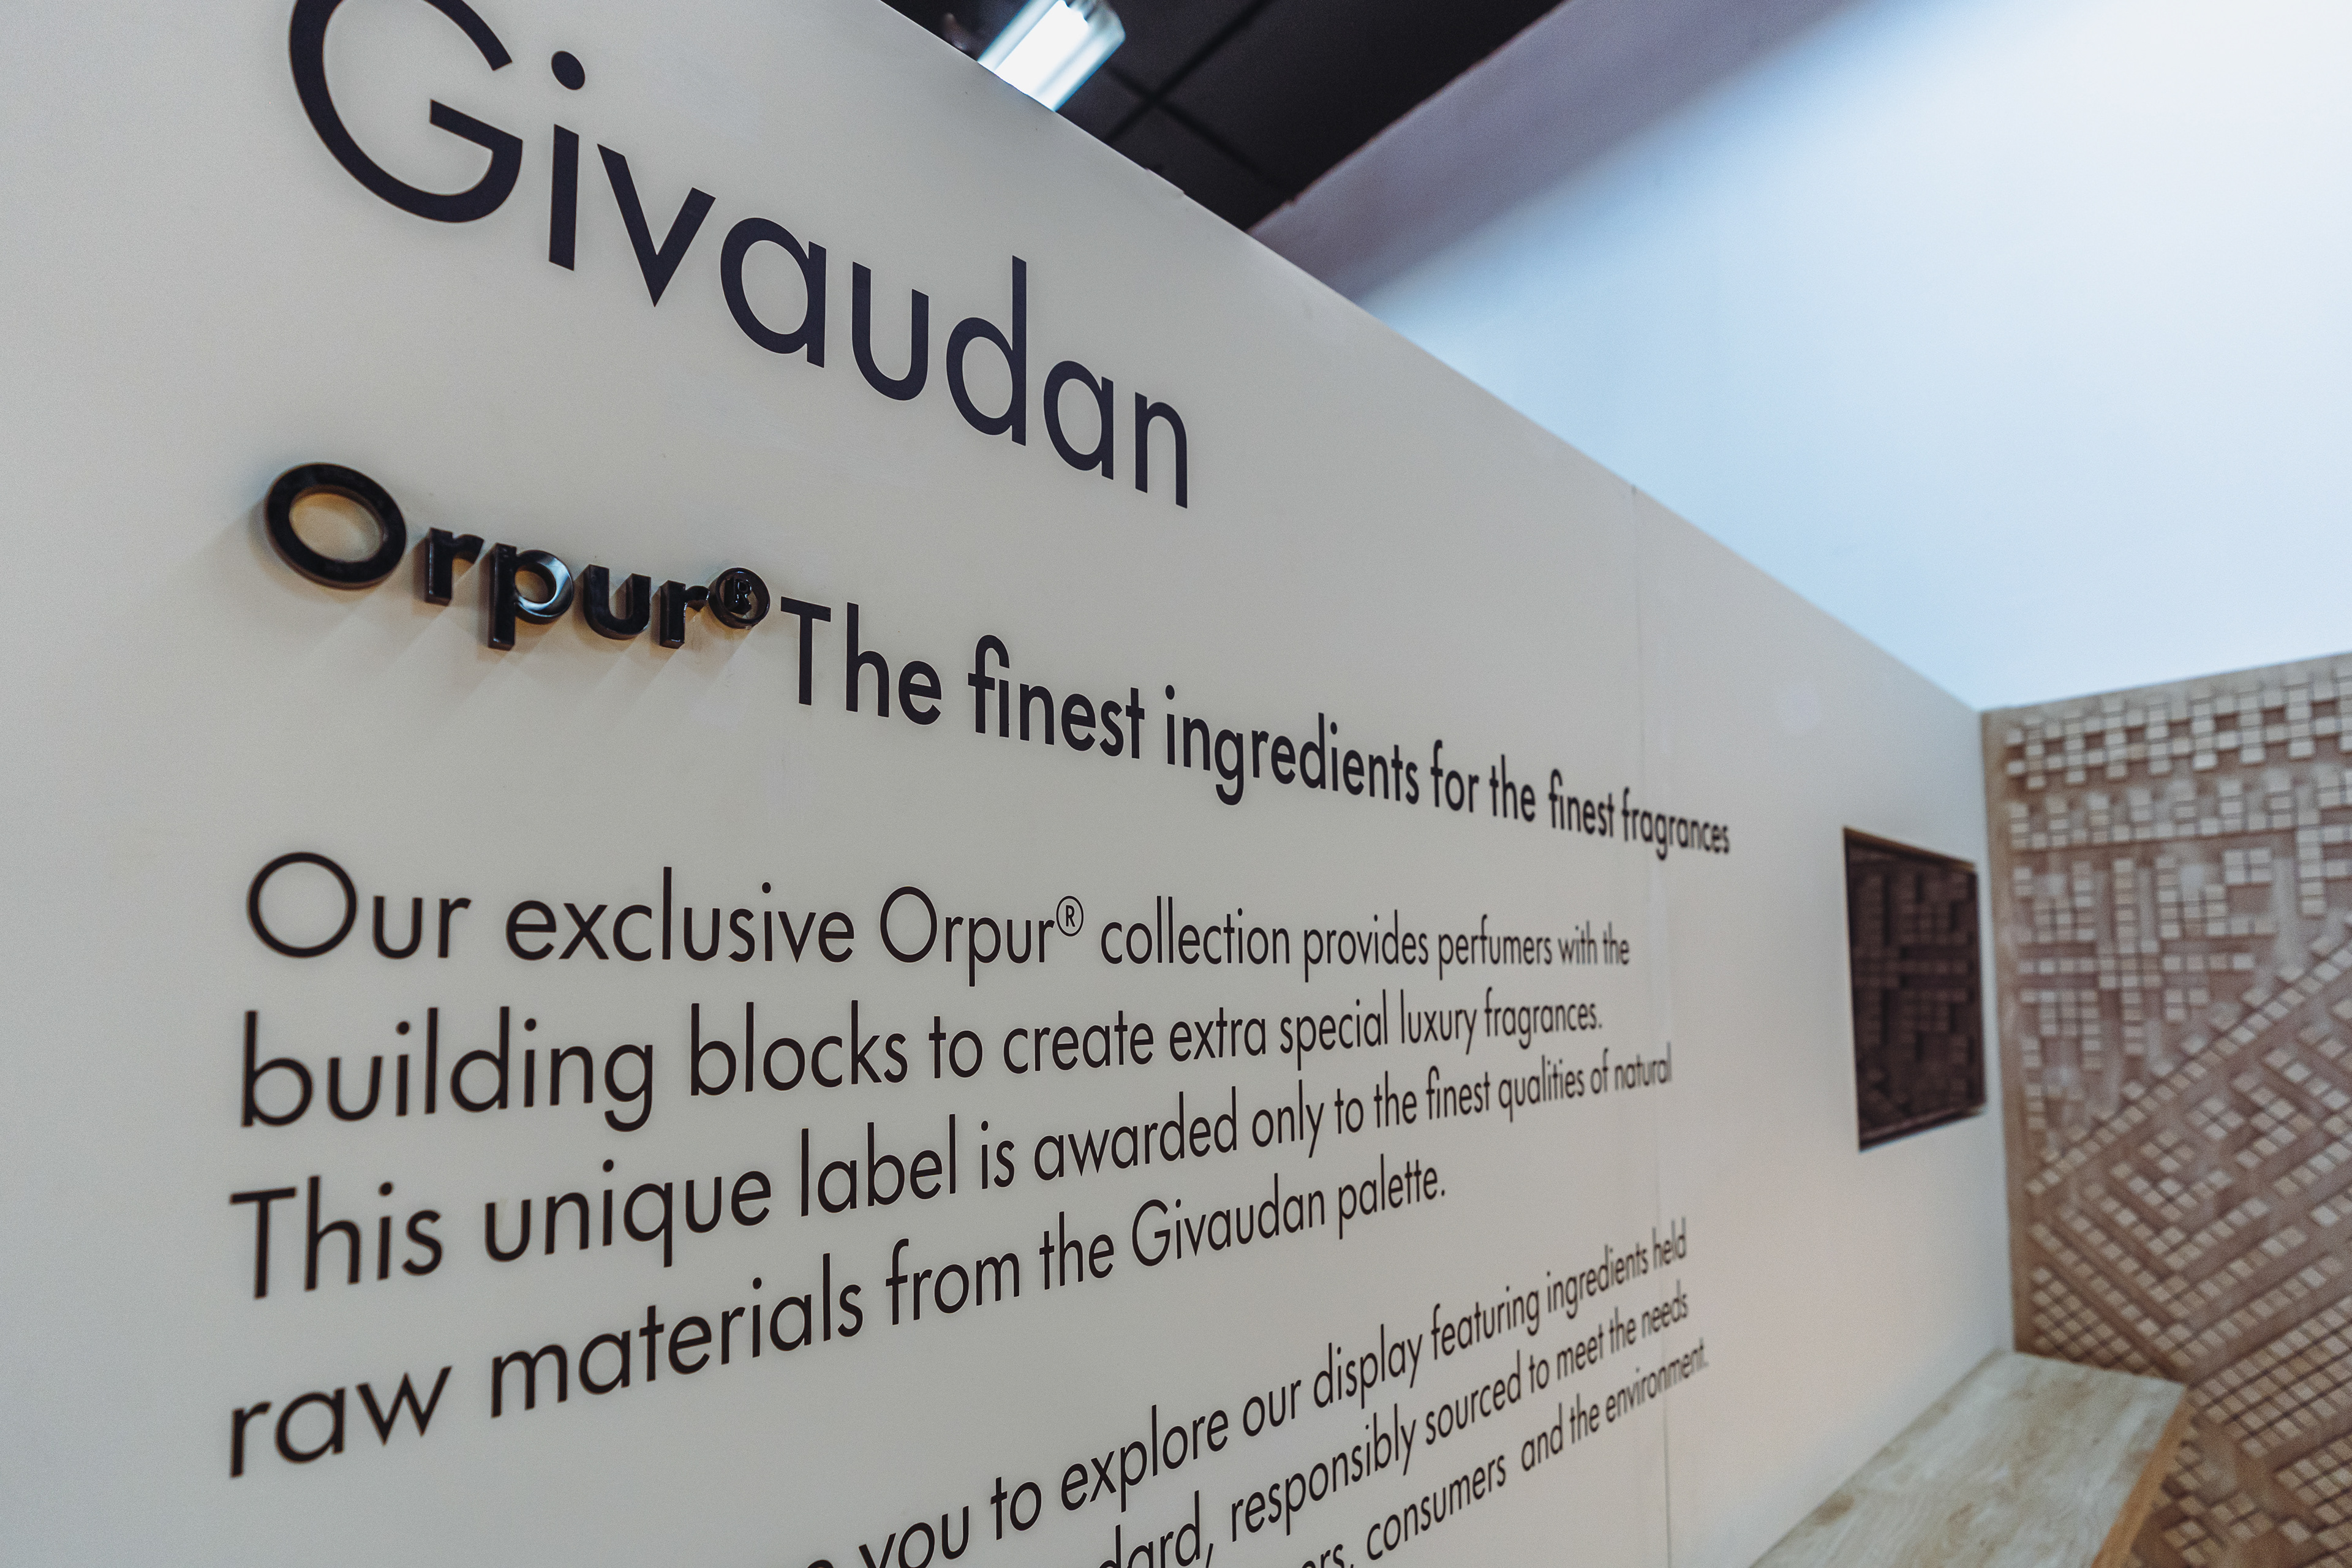 Givaudan
Orpur® The finest ingredients for the finest fragrances
Our exclusive Orpur® collection provides perfumers with the
building blocks to create extra special luxury fragrances.
This unique label is awarded only to the finest qualities of natural
raw materials from the Givaudan palette.
you to explore our display featuring ingredients held
responsibly sourced to meet the needs
consumers and the environment.